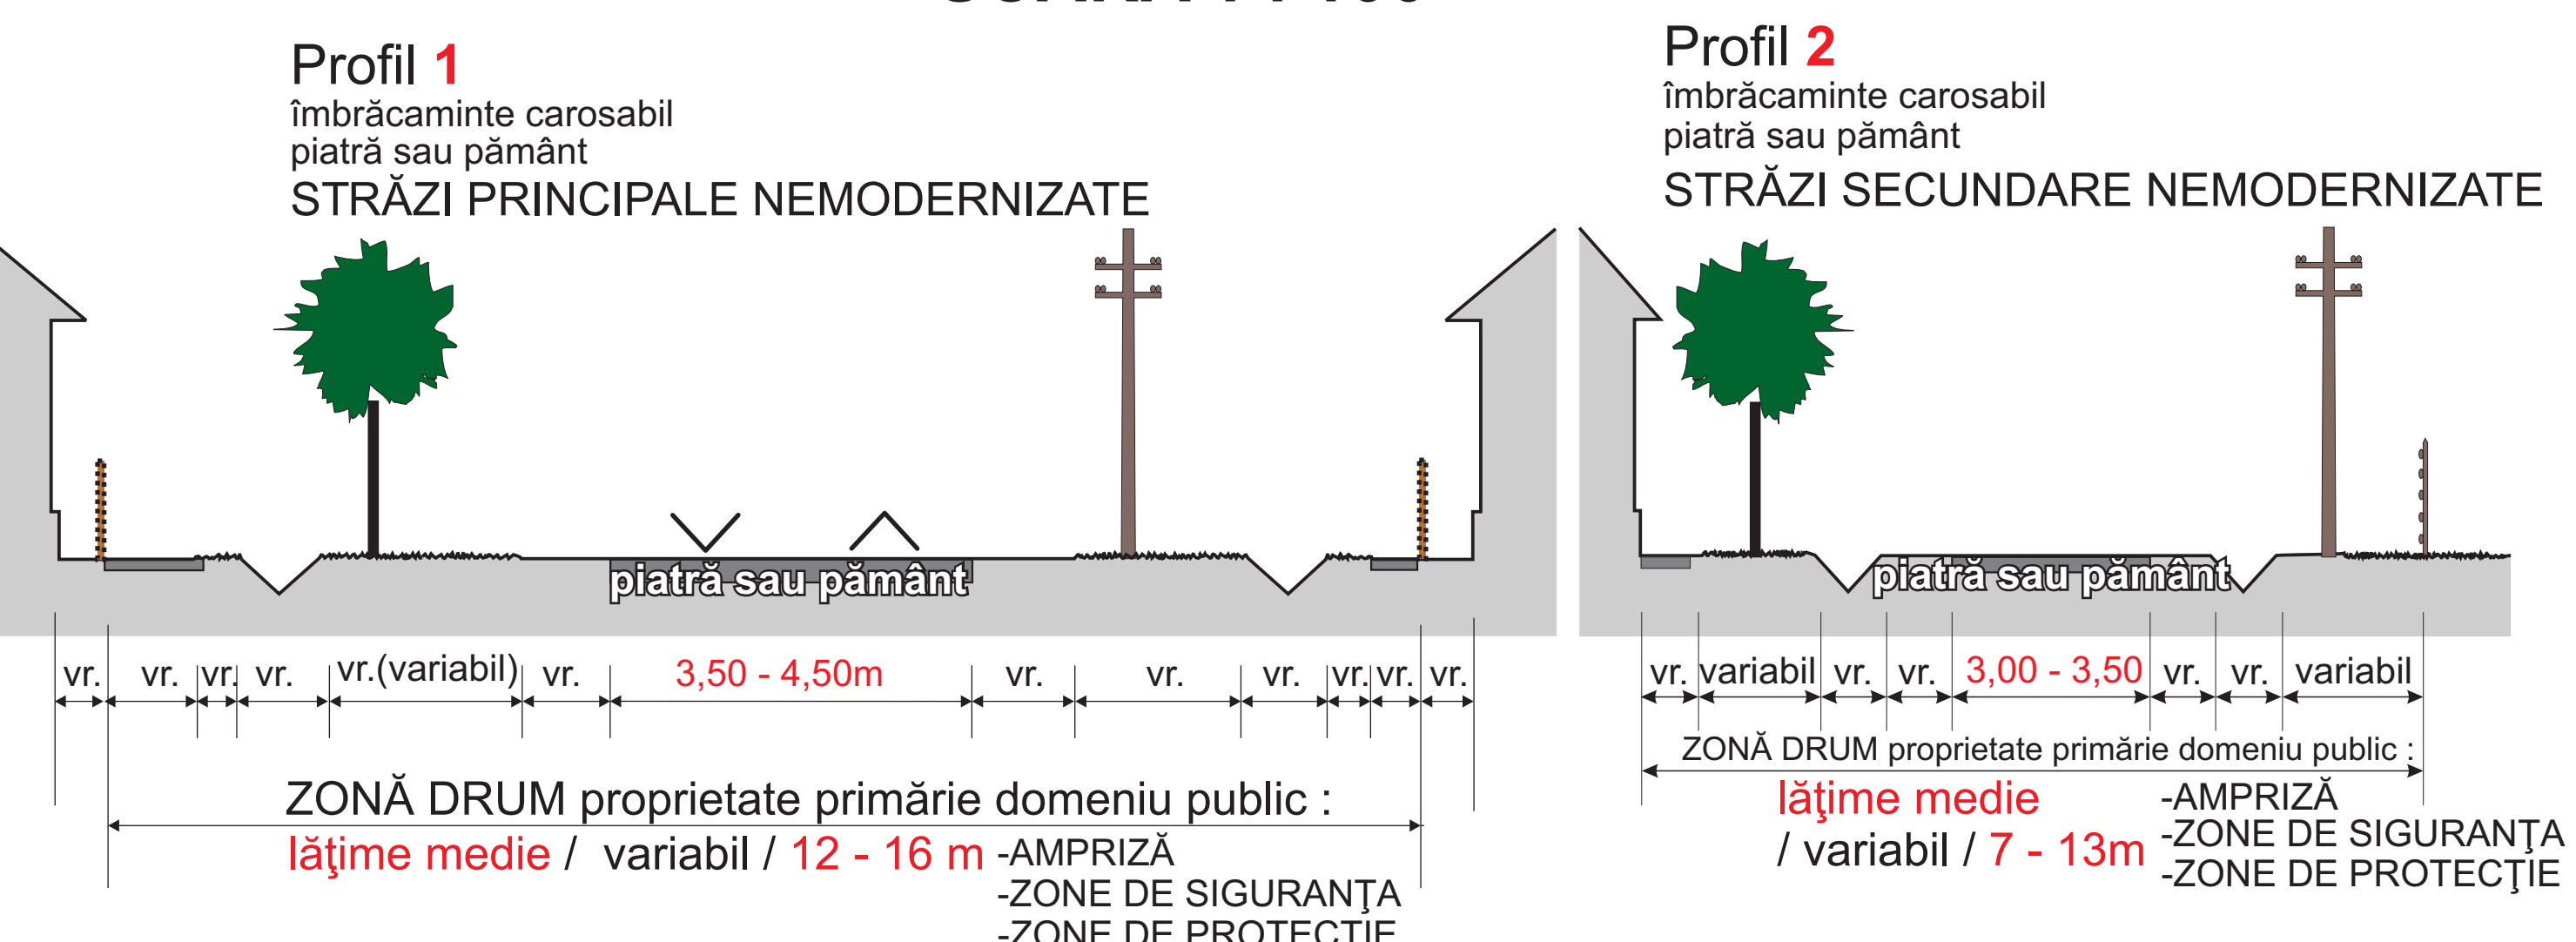 Profil 1
îmbrăcaminte carosabil
piatră sau pământ
STRĂZI PRINCIPALE NEMODERNIZATE
piatră sau pământ
vr. vr. vr. vr. vr.(variabil) vr. 3,50 - 4,50m vr. vr. vr. vr. vr. vr.
ZONĂ DRUM proprietate primărie domeniu public :
lăţime medie / variabil / 12 - 16 m
-AMPRIZĂ
-ZONE DE SIGURANŢA
-ZONE DE PROTECŢIE
Profil 2
îmbrăcaminte carosabil
piatră sau pământ
STRĂZI SECUNDARE NEMODERNIZATE
piatră sau pământ
vr. variabil vr. vr. 3,00 - 3,50 vr. vr. variabil
ZONĂ DRUM proprietate primărie domeniu public :
lăţime medie
/ variabil / 7 - 13m
-AMPRIZĂ
-ZONE DE SIGURANŢA
-ZONE DE PROTECŢIE